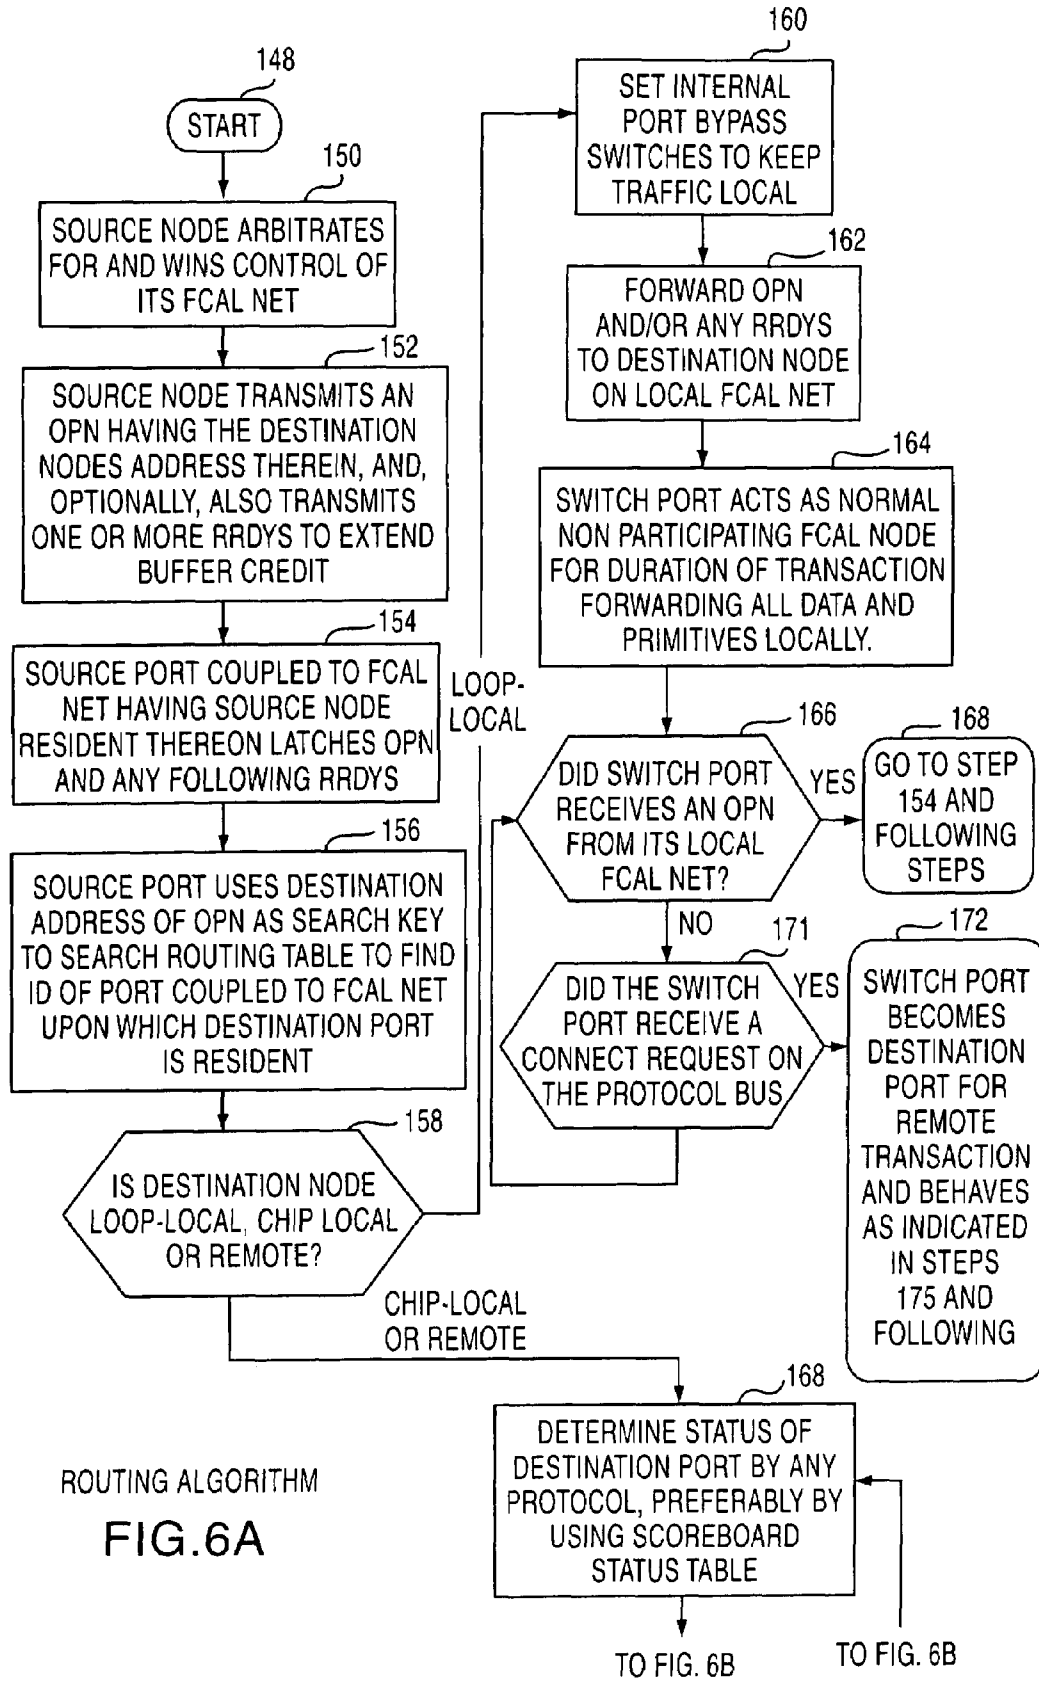 148
START
150
SOURCE NODE ARBITRATES
FOR AND WINS CONTROL OF
ITS FCAL NET
152
SOURCE NODE TRANSMITS AN
OPN HAVING THE DESTINATION
NODES ADDRESS THEREIN, AND,
OPTIONALLY, ALSO TRANSMITS
ONE OR MORE RRDYS TO EXTEND
BUFFER CREDIT
154
SOURCE PORT COUPLED TO FCAL
NET HAVING SOURCE NODE
RESIDENT THEREON LATCHES OPN
AND ANY FOLLOWING RRDYS
156
SOURCE PORT USES DESTINATION
ADDRESS OF OPN AS SEARCH KEY
TO SEARCH ROUTING TABLE TO FIND
ID OF PORT COUPLED TO FCAL NET
UPON WHICH DESTINATION PORT
IS RESIDENT
158
IS DESTINATION NODE
LOOP-LOCAL, CHIP LOCAL
OR REMOTE?
LOOP-
LOCAL
CHIP-LOCAL
OR REMOTE
160
SET INTERNAL
PORT BYPASS
SWITCHES TO KEEP
TRAFFIC LOCAL
162
FORWARD OPN
AND/OR ANY RRDYS
TO DESTINATION NODE
ON LOCAL FCAL NET
164
SWITCH PORT ACTS AS NORMAL
NON PARTICIPATING FCAL NODE
FOR DURATION OF TRANSACTION
FORWARDING ALL DATA AND
PRIMITIVES LOCALLY.
166
DID SWITCH PORT
RECEIVES AN OPN
FROM ITS LOCAL
FCAL NET?
YES
168
GO TO STEP
154 AND
FOLLOWING
STEPS
NO
171
DID THE SWITCH
PORT RECEIVE A
CONNECT REQUEST ON
THE PROTOCOL BUS
YES
172
SWITCH PORT
BECOMES
DESTINATION
PORT FOR
REMOTE
TRANSACTION
AND BEHAVES
AS INDICATED
IN STEPS
175 AND
FOLLOWING
168
DETERMINE STATUS OF
DESTINATION PORT BY ANY
PROTOCOL, PREFERABLY BY
USING SCOREBOARD
STATUS TABLE
TO FIG. 6B
TO FIG. 6B
ROUTING ALGORITHM
FIG.6A